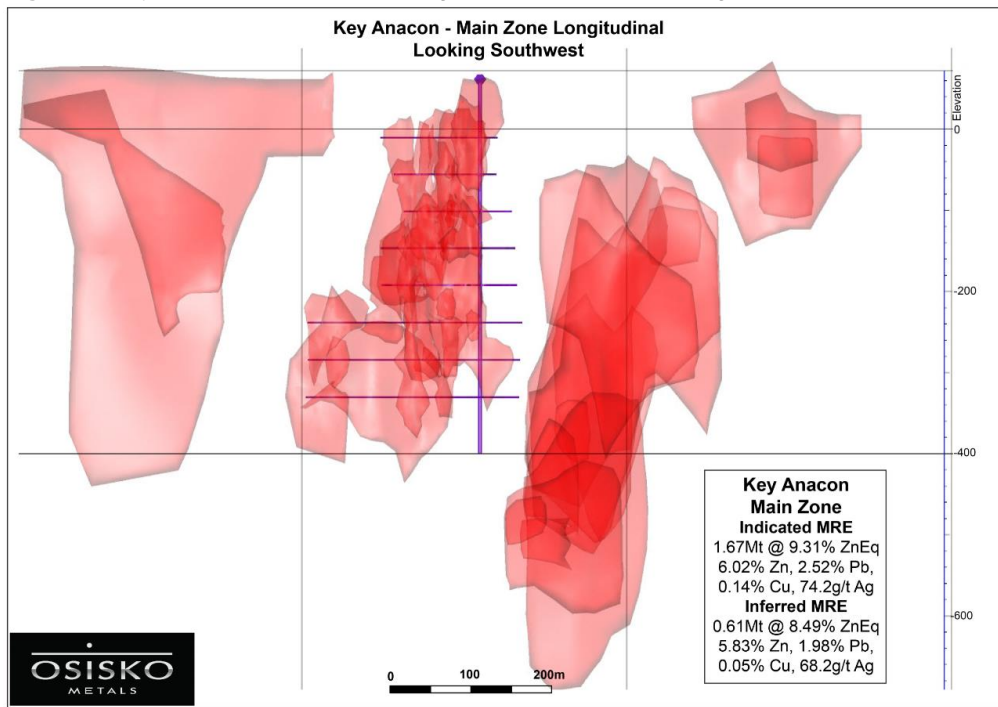 Key Anacon - Main Zone Longitudinal
Looking Southwest
Elevation
0
-200
-400
-600
Key Anacon
Main Zone
Indicated MRE
1.67Mt @ 9.31% ZnEq
6.02% Zn, 2.52% Pb,
0.14% Cu, 74.2g/t Ag
Inferred MRE
0.61Mt @ 8.49% ZnEq
5.83% Zn, 1.98% Pb,
0.05% Cu, 68.2g/t Ag
OSISKO
METALS
0 100 200m